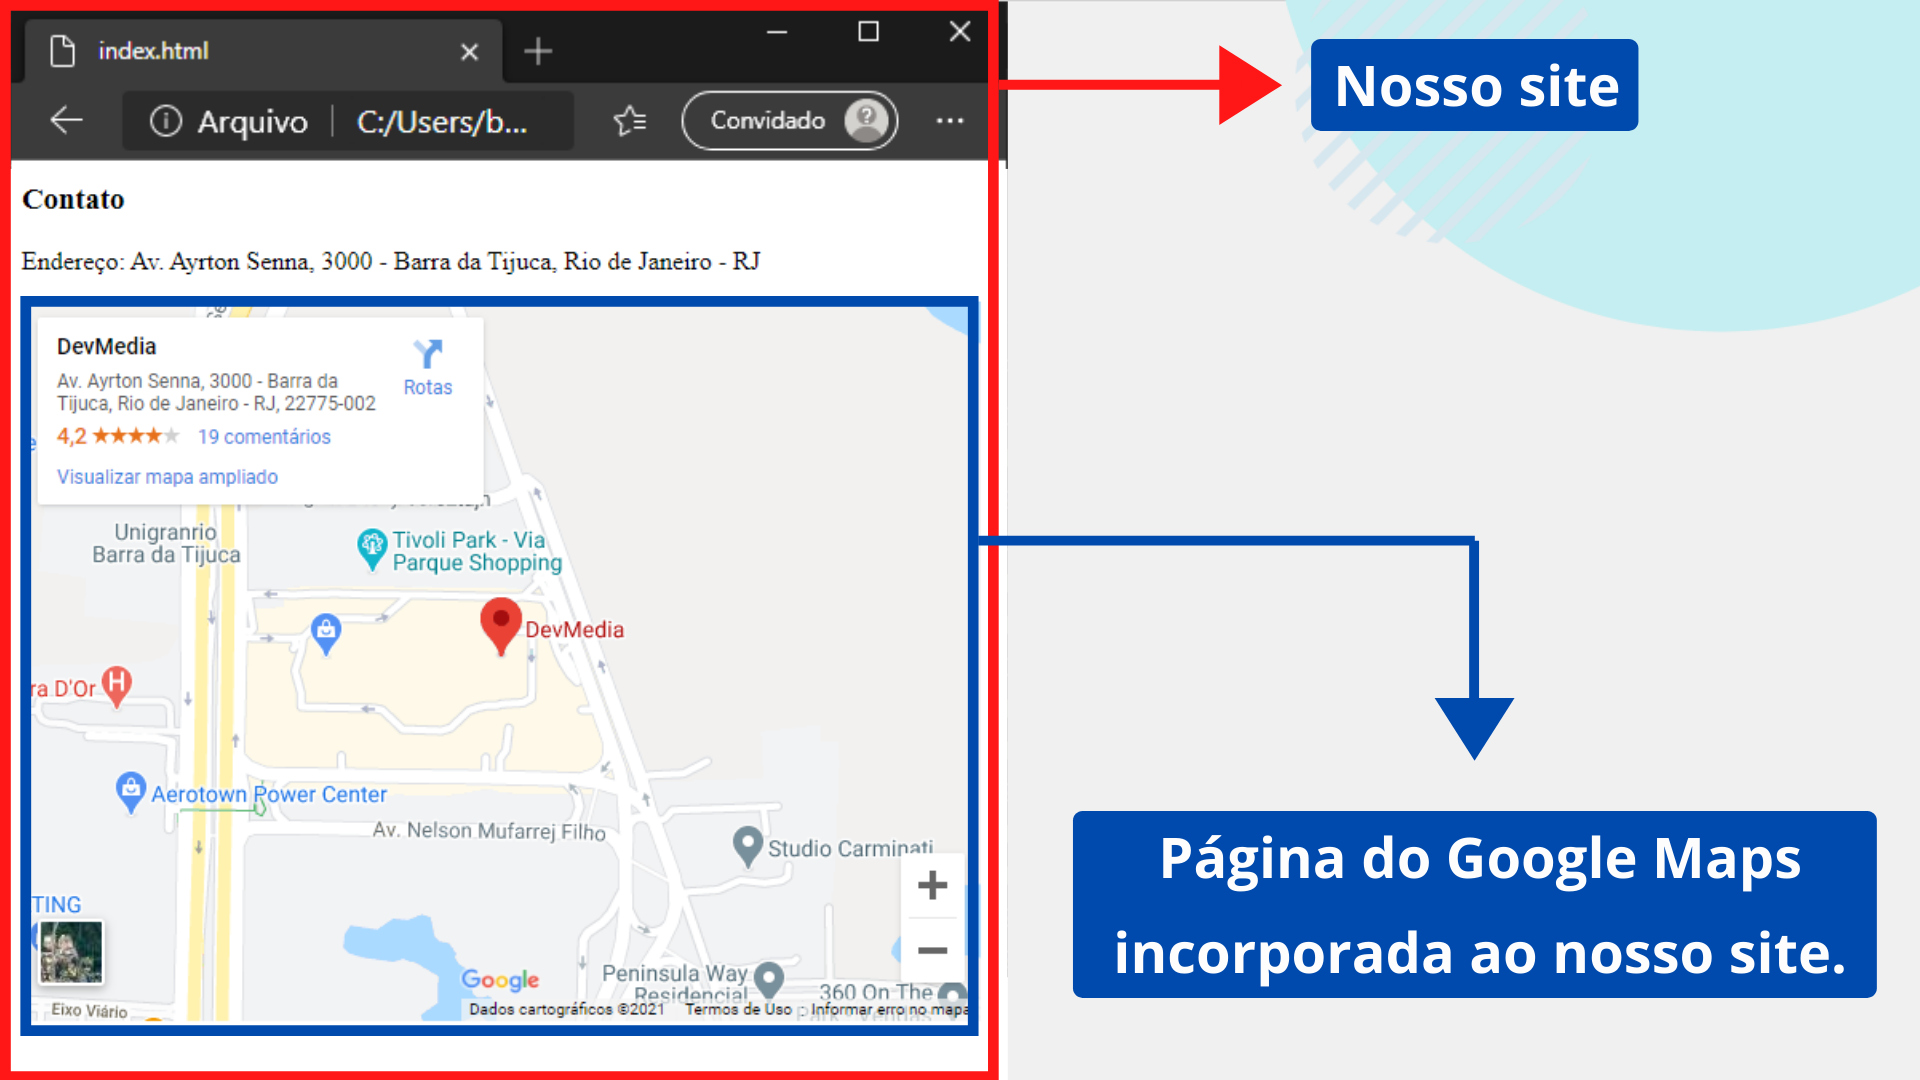 index.html
Arquivo
C:/Users/b...
Convidado
Nosso site
Contato
Endereço: Av. Ayrton Senna, 3000 - Barra da Tijuca, Rio de Janeiro - RJ
DevMedia
Av. Ayrton Senna, 3000 - Barra da
Tijuca, Rio de Janeiro - RJ, 22775-002
Rotas
4,2
19 comentários
Visualizar mapa ampliado
Unigranrio
Barra da Tijuca
Tivoli Park - Via
Parque Shopping
DevMedia
ra D'Or
H
Aerotown Power Center
Av. Nelson Mufarrej Filho
Studio Carminati
TING
Google
Peninsula Way
Residencial
360 On The
Eixo Viário
Dados cartográficos ©2021
Termos de Uso
Informar erro no mapa
Página do Google Maps
incorporada ao nosso site.